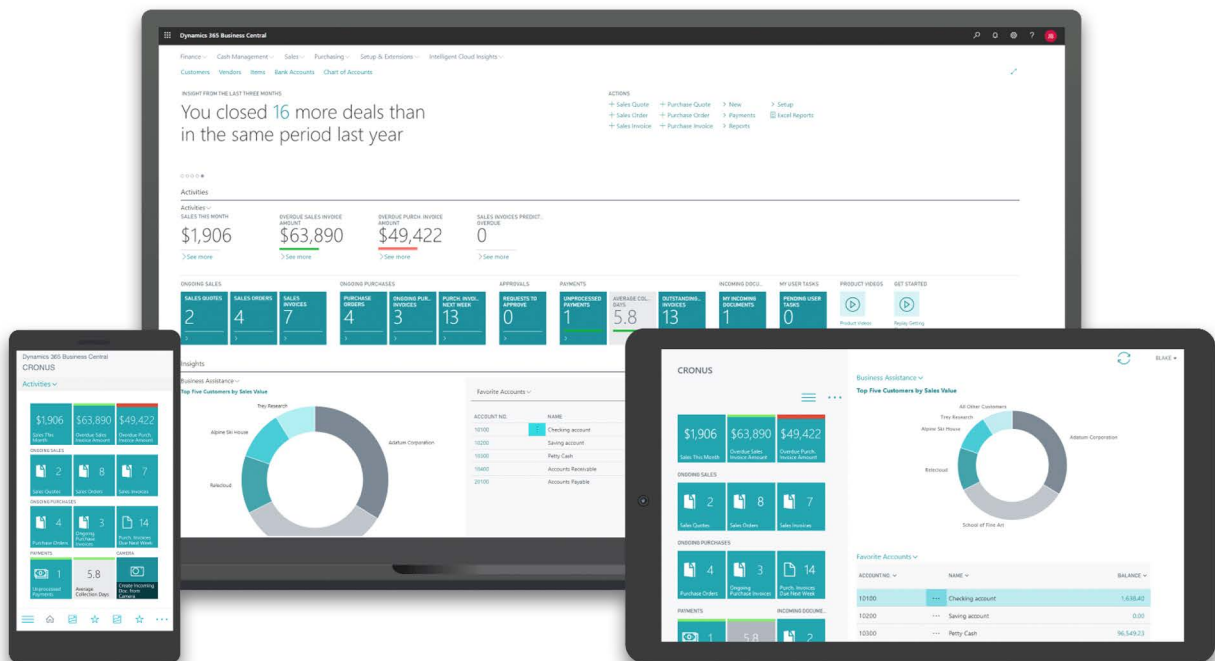 Dynamics 365 Business Central
JS
Finance
Cash Management
Sales
Purchasing
Setup & Extensions
Intelligent Cloud Insights
Customers
Vendors
Items
Bank Accounts
Chart of Accounts
INSIGHT FROM THE LAST THREE MONTHS
You closed 16 more deals than
in the same period last year
ACTIONS
+ Sales Quote
+ Purchase Quote
> New
> Setup
+ Sales Order
+ Purchase Order
> Payments
Excel Reports
+ Sales Invoice
+ Purchase Invoice
> Reports
Activities
Activities
SALES THIS MONTH
$1,906
> See more
OVERDUE SALES INVOICE
AMOUNT
$63,890
> See more
OVERDUE PURCH. INVOICE
AMOUNT
$49,422
> See more
SALES INVOICES PREDICT...
OVERDUE
0
> See more
ONGOING SALES
SALES QUOTES
2
SALES ORDERS
4
SALES
INVOICES
7
ONGOING PURCHASES
PURCHASE
ORDERS
4
ONGOING PUR...
INVOICES
3
PURCH. INVOI...
NEXT WEEK
13
APPROVALS
REQUESTS TO
APPROVE
0
PAYMENTS
UNPROCESSED
PAYMENTS
1
AVERAGE COL...
DAYS
5.8
OUTSTANDING...
INVOICES
13
INCOMING DOCU...
MY INCOMING
DOCUMENTS
1
MY USER TASKS
PENDING USER
TASKS
0
PRODUCT VIDEOS
Product Videos
GET STARTED
Replay Getting
Insights
Business Assistance
Top Five Customers by Sales Value
Trey Research
Alpine Ski House
Adatum Corporation
Relecloud
Favorite Accounts
ACCOUNT NO.
NAME
10100
Checking account
10200
Saving account
10300
Petty Cash
10400
Accounts Receivable
20100
Accounts Payable
Dynamics 365 Business Central
CRONUS
Activities
$1,906
Sales This
Month
$63,890
Overdue Sales
Invoice Amount
$49,422
Overdue Purch.
Invoice Amount
ONGOING SALES
2
Sales Quotes
8
Sales Orders
7
Sales Invoices
ONGOING PURCHASES
4
Purchase Orders
3
Ongoing
Purchase
Invoices
14
Purch. Invoices
Due Next Week
PAYMENTS
CAMERA
1
Unprocessed
Payments
5.8
Average
Collection Days
Create Incoming
Doc. from
Camera
CRONUS
$1,906
Sales This Month
$63,890
Overdue Sales
Invoice Amount
$49,422
Overdue Purch.
Invoice Amount
ONGOING SALES
2
Sales Quotes
8
Sales Orders
7
Sales Invoices
ONGOING PURCHASES
4
Purchase Orders
3
Ongoing
Purchase Invoices
14
Purch. Invoices
Due Next Week
PAYMENTS
INCOMING DOCUME...
1
5.8
2
BLAKE
Business Assistance
Top Five Customers by Sales Value
All Other Customers
Trey Research
Alpine Ski House
Adatum Corporation
Relecloud
School of Fine Art
Favorite Accounts
ACCOUNT NO.
NAME
BALANCE
10100
Checking account
1,638.40
10200
Saving account
0.00
10300
Petty Cash
96,549.23